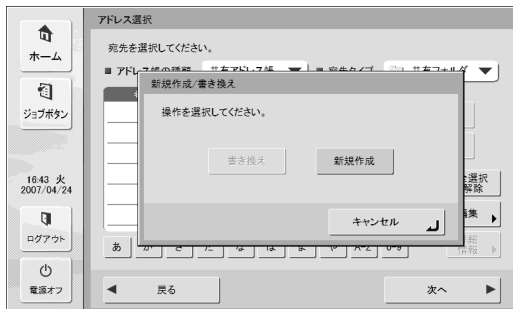 アドレス選択
宛先を選択してください。
ホーム
ジョブボタン
16:43 火
2007/04/24
ログアウト
電源オフ
新規作成/書き換え
操作を選択してください。
書き換え
新規作成
キャンセル
選択
解除
集
あ か さ た な は ま や A-Z 0-9
情報
戻る
次へ